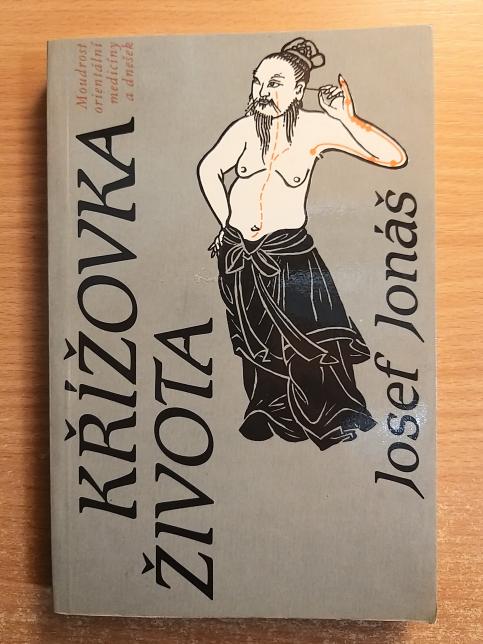 Moudrost
orientální
medicíny
a dnešek
KŘÍŽOVKA
ŽIVOTA
Josef Jonáš